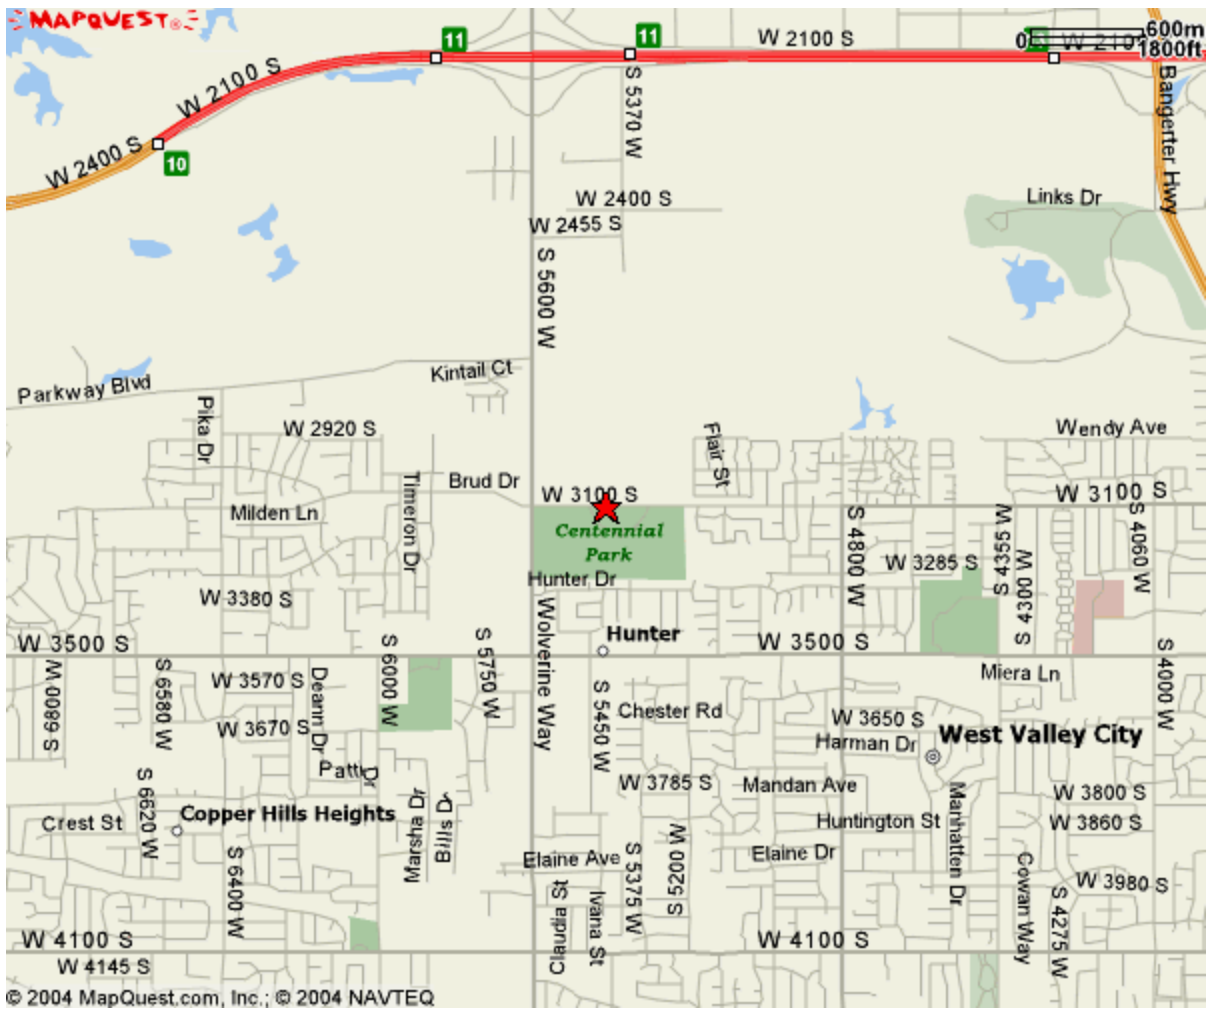 MAPQUEST
11
11
W 2100 S
0
600m
1800ft
W 2100 S
S 5370 W
Bangerter Hwy
W 2400 S
10
W 2400 S
Links Dr
W 2455 S
S 5600 W
Parkway Blvd
Kintail Ct
Pika Dr
W 2920 S
Flair St
Wendy Ave
Brud Dr
W 3100 S
W 3100 S
Timeron Dr
Milden Ln
Centennial
Park
S 4800 W
S 4355 W
S 4060 W
W 3285 S
S 4300 W
Hunter Dr
W 3380 S
Wolverine Way
W 3500 S
Hunter
W 3500 S
S 5750 W
S 6000 W
S 4000 W
S 6890 W
S 6580 W
W 3570 S
Deann Dr
Miera Ln
S 5450 W
Chester Rd
W 3650 S
W 3670 S
Harman Dr
West Valley City
Patti Dr
S 6620 W
W 3785 S
Mandan Ave
W 3800 S
Crest St
Copper Hills Heights
Marsha Dr
Bills Dr
Huntington St
Manhatten Dr
W 3860 S
S 5200 W
S 6400 W
Elaine Ave
S 5375 W
Elaine Dr
Cowan Way
W 3980 S
Claudia St
Ivana St
S 4275 W
W 4100 S
W 4100 S
W 4145 S
© 2004 MapQuest.com, Inc.; © 2004 NAVTEQ